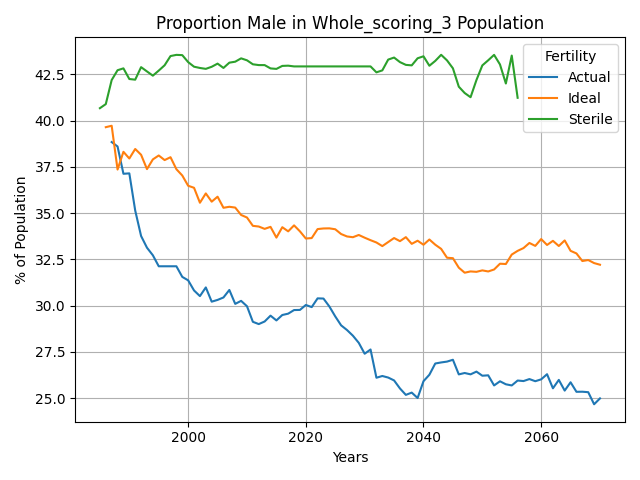 Proportion Male in Whole_scoring_3 Population
% of Population
42.5
40.0
37.5
35.0
32.5
30.0
27.5
25.0
Fertility
Actual
Ideal
Sterile
2000
2020
2040
2060
Years